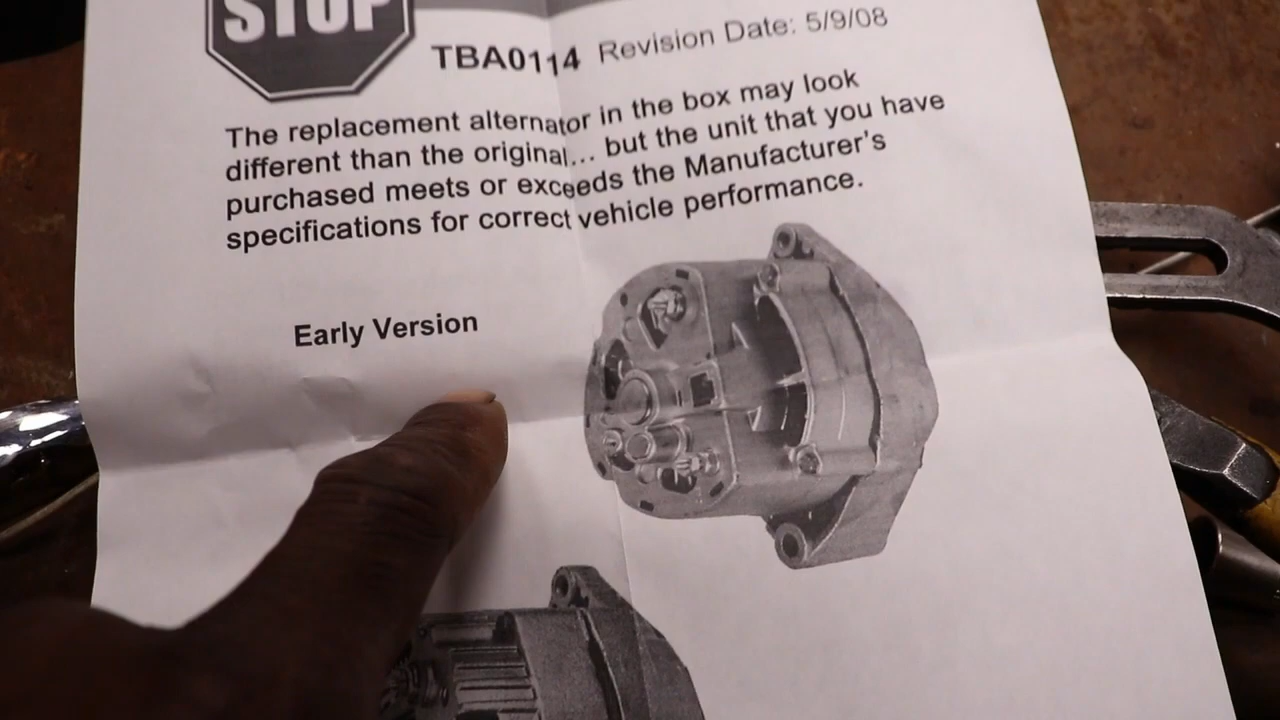 STOP
TBA0114 Revision Date: 5/9/08
The replacement alternator in the box may look
different than the original... but the unit that you have
purchased meets or exceeds the Manufacturer's
specifications for correct vehicle performance.
Early Version